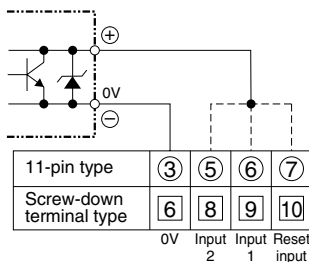 ⊕
0V
⊖
11-pin type ③ ⑤ ⑥ ⑦
Screw-down terminal type 6 8 9 10
0V Input 2 Input 1 Reset input